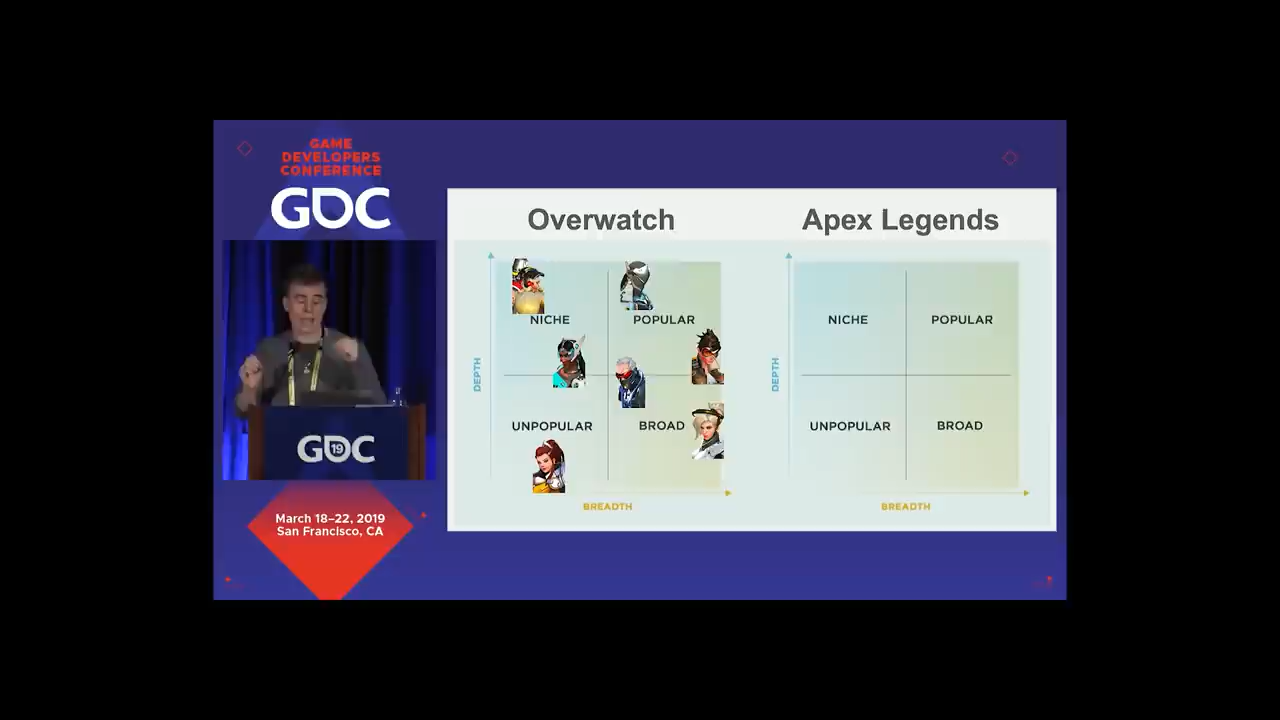 GAME
DEVELOPERS
CONFERENCE
GDC
GDC
19
March 18–22, 2019
San Francisco, CA
Overwatch
DEPTH
NICHE
POPULAR
UNPOPULAR
BROAD
BREADTH
Apex Legends
DEPTH
NICHE
POPULAR
UNPOPULAR
BROAD
BREADTH